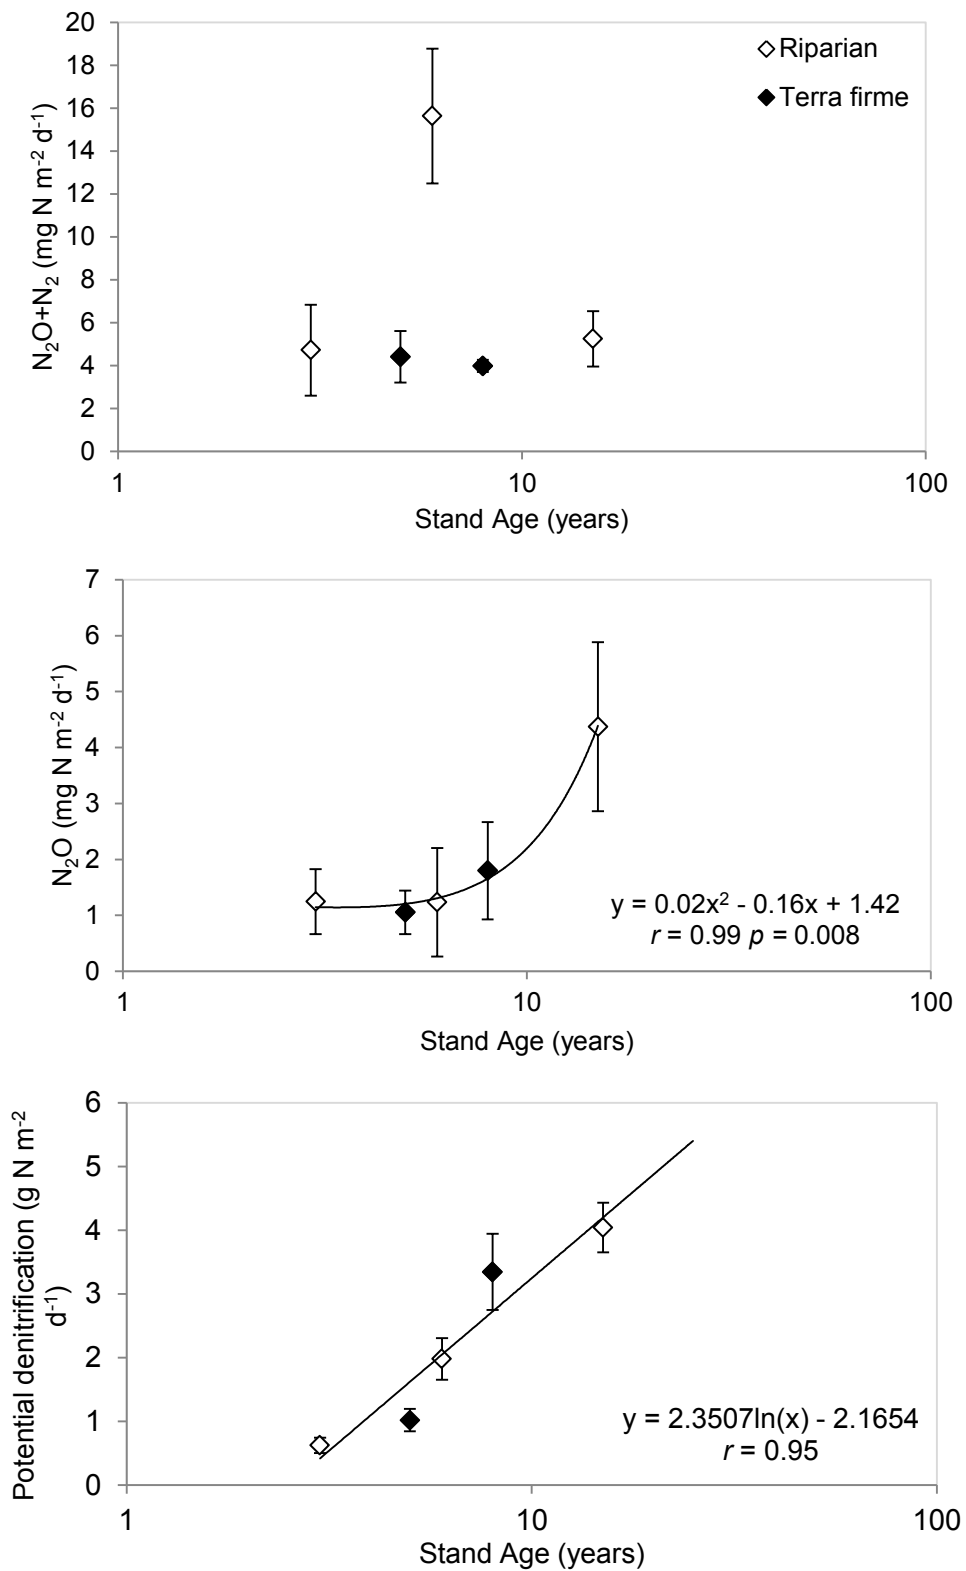 20
18
16
14
12
10
8
6
4
2
0
N₂O+N₂ (mg N m⁻² d⁻¹)
Riparian
Terra firme
1 10 100
Stand Age (years)
7
6
5
4
3
2
1
0
N₂O (mg N m⁻² d⁻¹)
y = 0.02x² - 0.16x + 1.42
r = 0.99 p = 0.008
1 10 100
Stand Age (years)
6
5
4
3
2
1
0
Potential denitrification (g N m⁻²
d⁻¹)
y = 2.3507ln(x) - 2.1654
r = 0.95
1 10 100
Stand Age (years)